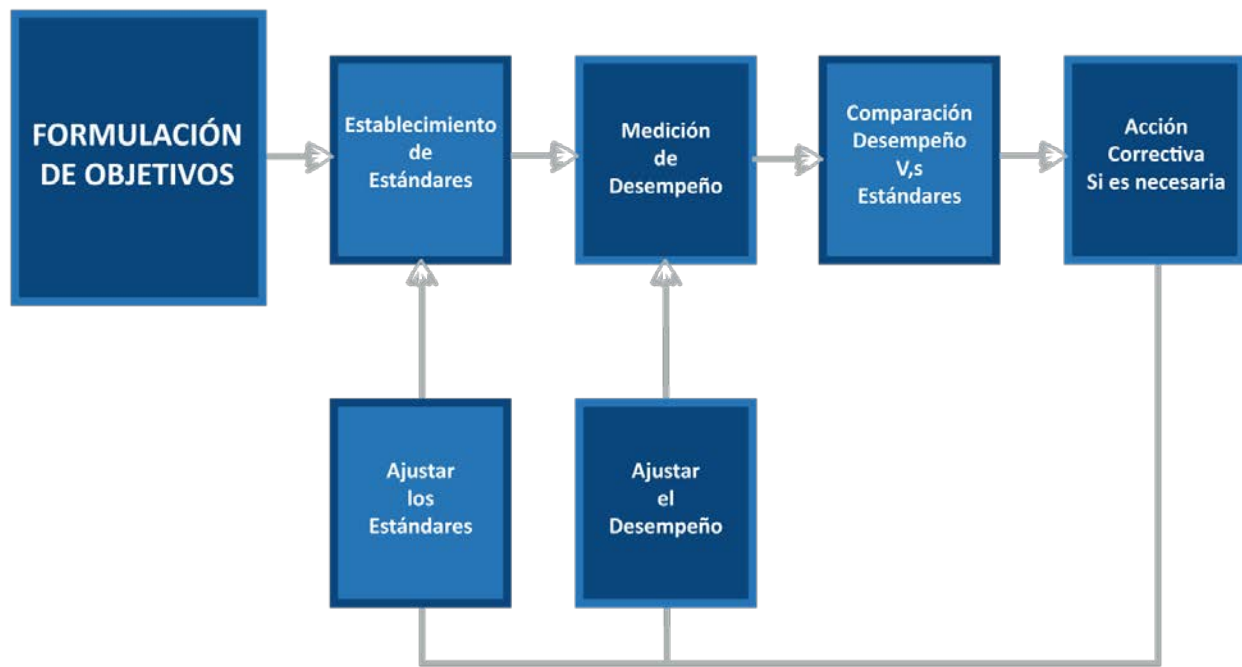 FORMULACIÓN
DE OBJETIVOS
Establecimiento
de
Estándares
Medición
de
Desempeño
Comparación
Desempeño
V,s
Estándares
Acción
Correctiva
Si es necesaria
Ajustar
los
Estándares
Ajustar
el
Desempeño